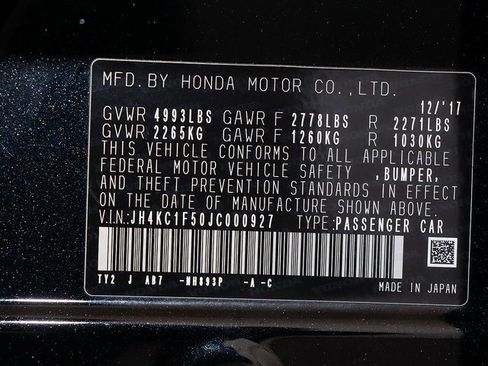 MFD. BY HONDA MOTOR CO., LTD.
12/'17
GVWR 4993LBS GAWR F 2778LBS R 2271LBS
GVWR 2265KG GAWR F 1260KG R 1030KG
THIS VEHICLE CONFORMS TO ALL APPLICABLE
FEDERAL MOTOR VEHICLE SAFETY ,BUMPER,
AND THEFT PREVENTION STANDARDS IN EFFECT
ON THE DATE OF MANUFACTURE SHOWN ABOVE.
V.IN:JH4KC1F50JC000927 TYPE:PASSENGER CAR
TY2 J AB7 -NH893P -A-C
MADE IN JAPAN